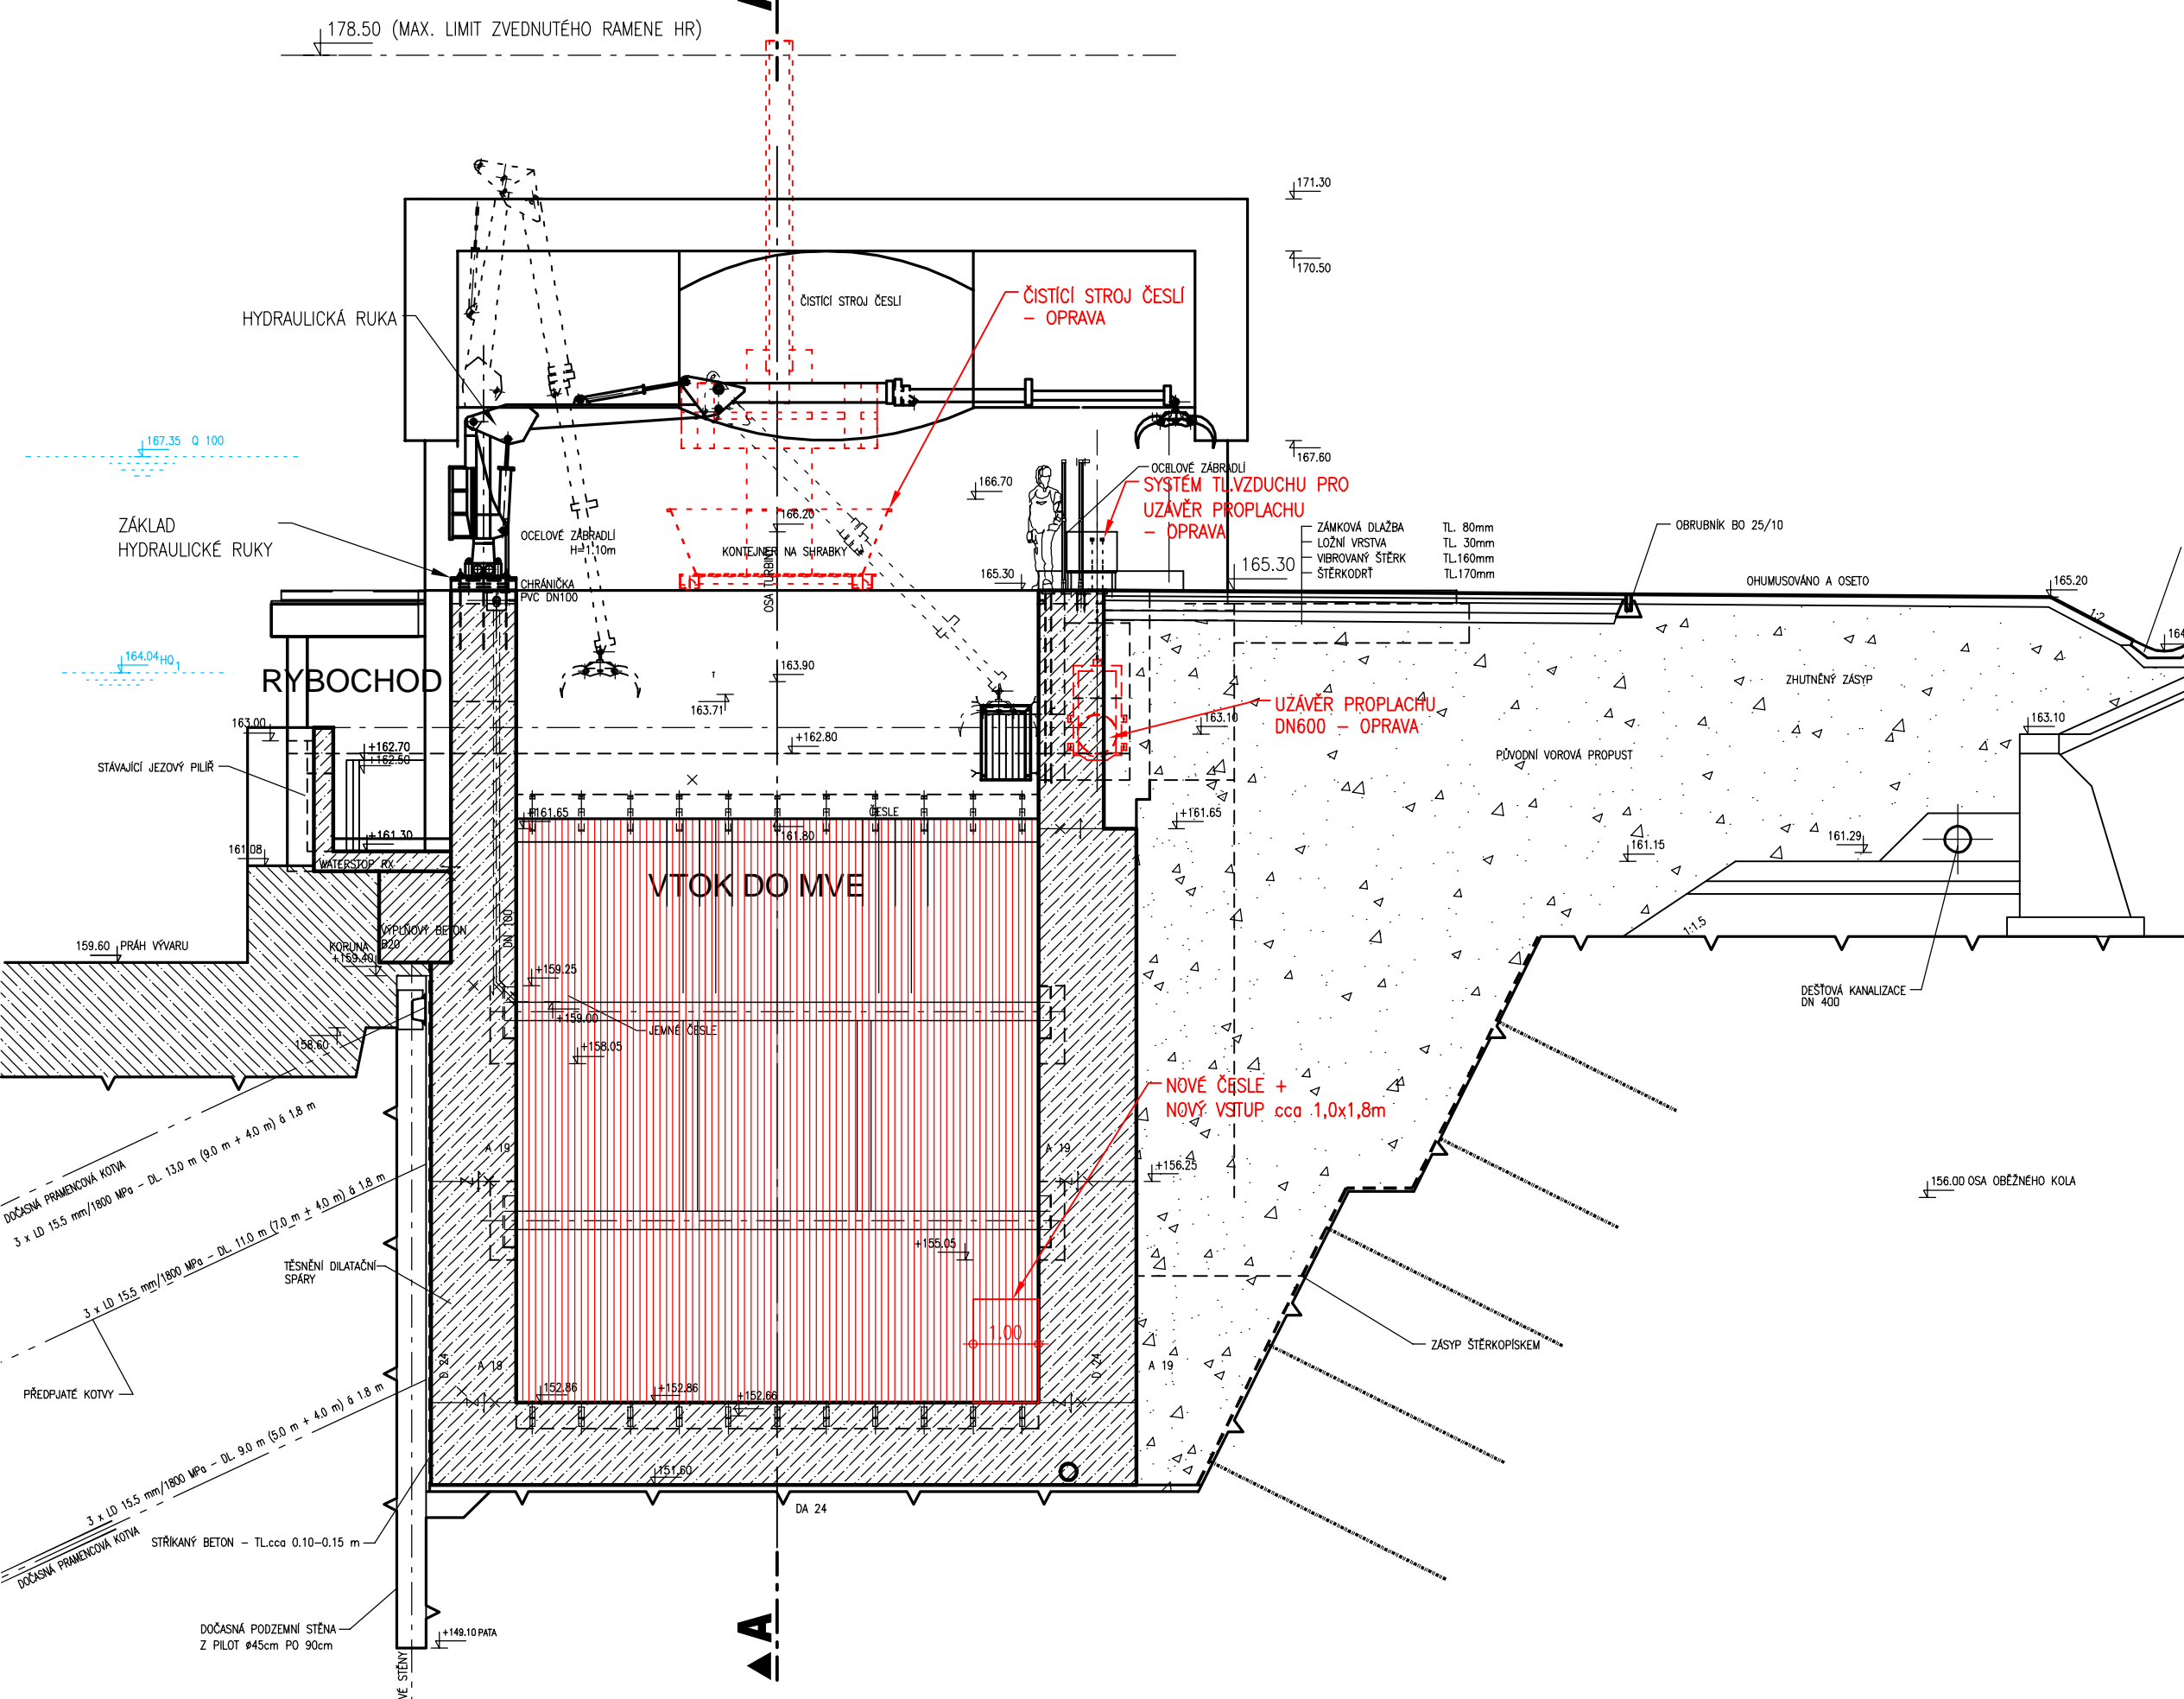 178.50 (MAX. LIMIT ZVEDNUTÉHO RAMENE HR)
171.30
170.50
ČISTÍCÍ STROJ ČESLÍ
ČISTÍCÍ STROJ ČESLÍ
- OPRAVA
HYDRAULICKÁ RUKA
167.35 Q 100
167.60
OCELOVÉ ZÁBRADLÍ
SYSTÉM TL.VZDUCHU PRO
UZÁVĚR PROPLACHU
- OPRAVA
166.70
166.20
ZÁKLAD
HYDRAULICKÉ RUKY
OCELOVÉ ZÁBRADLÍ
H=1.10m
KONTEJNER NA SHRABKY
OSA TURBÍNY
CHRÁNIČKA
PVC DN100
165.30
165.30
ZÁMKOVÁ DLAŽBA TL. 80mm
LOŽNÍ VRSTVA TL. 30mm
VIBROVANÝ ŠTĚRK TL.160mm
ŠTĚRKODRŤ TL.170mm
OBRUBNÍK BO 25/10
OHUMUSOVÁNO A OSETO
165.20
1:2
164
164.04 HQ1
RYBOCHOD
163.90
163.71
163.00
+162.70
+162.50
+162.80
UZÁVĚR PROPLACHU
DN600 - OPRAVA
163.10
ZHUTNĚNÝ ZÁSYP
163.10
PŮVODNÍ VOROVÁ PROPUST
STÁVAJÍCÍ JEZOVÝ PILÍŘ
+161.65
ČESLE
161.80
+161.65
161.15
161.29
+161.30
161.08
WATERSTOP RX
VTOK DO MVE
VÝPLŇOVÝ BETON
B20
DN 100
159.60 PRÁH VÝVARU
KORUNA
+159.40
1:1.5
+159.25
+159.00
JEMNÉ ČESLE
+158.05
158.60
DEŠŤOVÁ KANALIZACE
DN 400
NOVÉ ČESLE +
NOVÝ VSTUP cca 1,0x1,8m
A 19
A 19
+156.25
156.00 OSA OBĚŽNÉHO KOLA
DOČASNÁ PRAMENCOVÁ KOTVA
3 x LD 15.5 mm/1800 MPa - DL. 13.0 m (9.0 m + 4.0 m) á 1.8 m
3 x LD 15.5 mm/1800 MPa - DL. 11.0 m (7.0 m + 4.0 m) á 1.8 m
+155.05
TĚSNĚNÍ DILATAČNÍ
SPÁRY
1.00
ZÁSYP ŠTĚRKOPÍSKEM
D 24
A 19
D 24
A 19
PŘEDPJATÉ KOTVY
152.86
+152.86
+152.66
3 x LD 15.5 mm/1800 MPa - DL. 9.0 m (5.0 m + 4.0 m) á 1.8 m
DOČASNÁ PRAMENCOVÁ KOTVA
151.60
DA 24
STŘÍKANÝ BETON - TL.cca 0.10-0.15 m
DOČASNÁ PODZEMNÍ STĚNA
Z PILOT ø45cm PO 90cm
+149.10 PATA
VÉ STĚNY
A